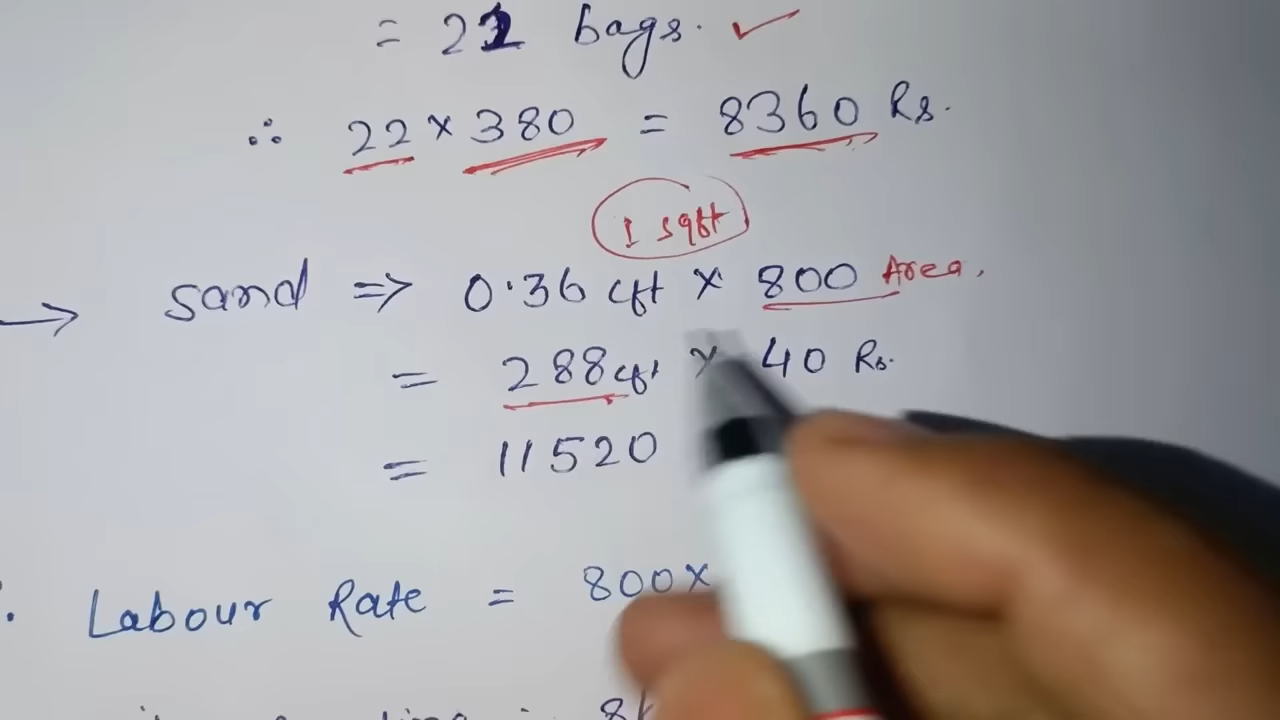 = 22 bags.
∴ 22 × 380 = 8360 Rs.
1 sqft
→ Sand ⇒ 0.36 cft × 800 Area.
= 288 cft × 40 Rs.
= 11520
Labour Rate = 800×